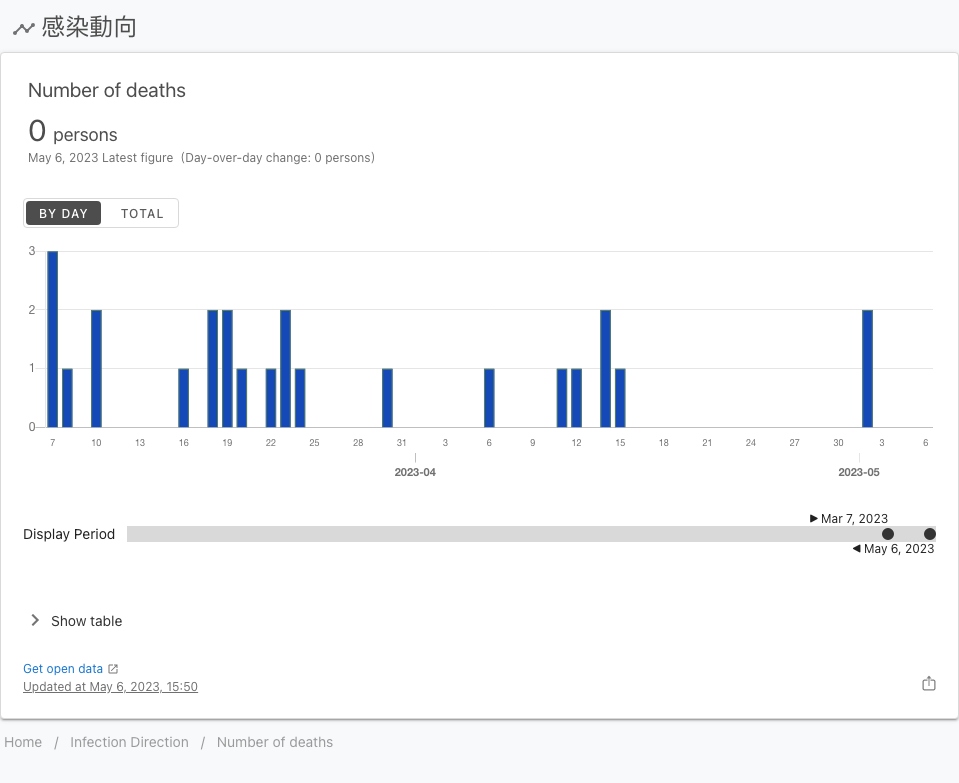 感染動向
Number of deaths
0 persons
May 6, 2023 Latest figure (Day-over-day change: 0 persons)
BY DAY TOTAL
3
2
1
0
7 10 13 16 19 22 25 28 31 3 6 9 12 15 18 21 24 27 30 3 6
2023-04 2023-05
Mar 7, 2023
Display Period
May 6, 2023
Show table
Get open data
Updated at May 6, 2023, 15:50
Home / Infection Direction / Number of deaths